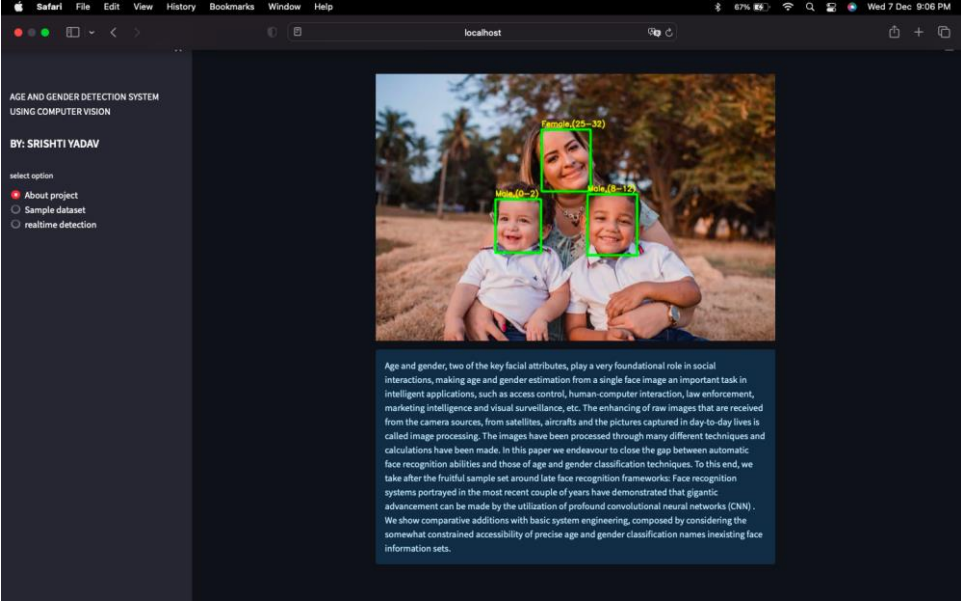 Safari File Edit View History Bookmarks Window Help 67% Wed 7 Dec 9:06 PM
localhost
AGE AND GENDER DETECTION SYSTEM
USING COMPUTER VISION
BY: SRISHTI YADAV
select option
About project
Sample dataset
realtime detection
Female,(25-32)
Male,(0-2)
Male,(8-12)
Age and gender, two of the key facial attributes, play a very foundational role in social
interactions, making age and gender estimation from a single face image an important task in
intelligent applications, such as access control, human-computer interaction, law enforcement,
marketing intelligence and visual surveillance, etc. The enhancing of raw images that are received
from the camera sources, from satellites, aircrafts and the pictures captured in day-to-day lives is
called image processing. The images have been processed through many different techniques and
calculations have been made. In this paper we endeavour to close the gap between automatic
face recognition abilities and those of age and gender classification techniques. To this end, we
take after the fruitful sample set around late face recognition frameworks: Face recognition
systems portrayed in the most recent couple of years have demonstrated that gigantic
advancement can be made by the utilization of profound convolutional neural networks (CNN) .
We show comparative additions with basic system engineering, composed by considering the
somewhat constrained accessibility of precise age and gender classification names inexisting face
information sets.